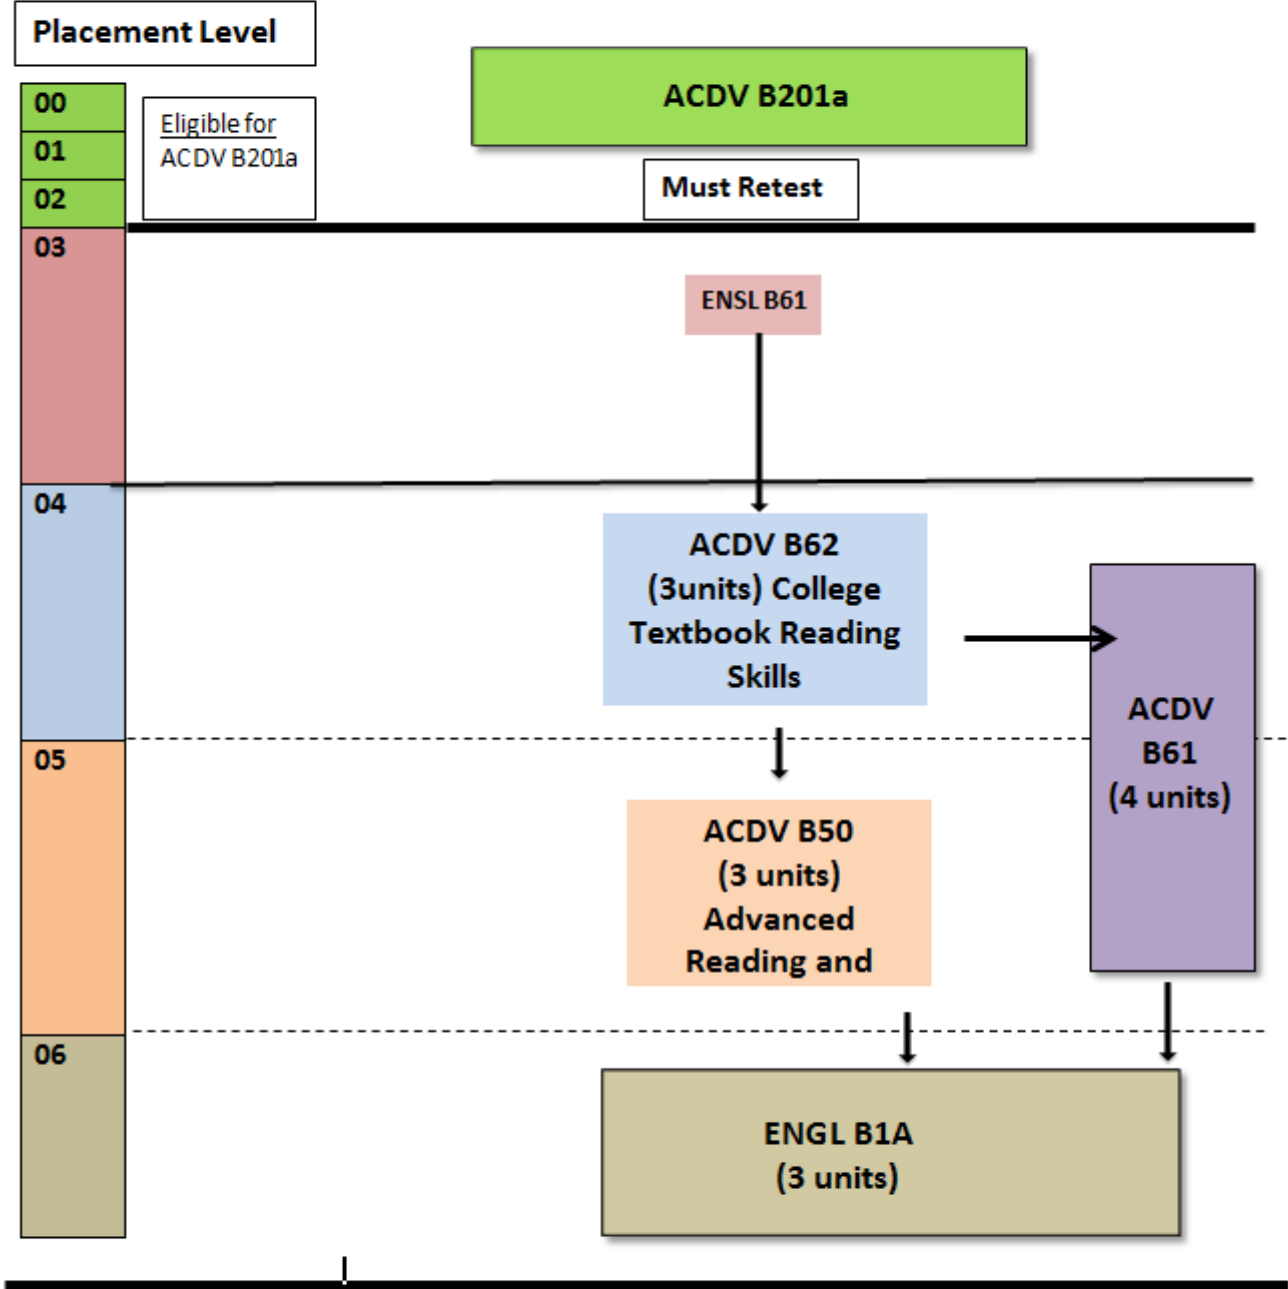 Placement Level
00
01
02
Eligible for
ACDV B201a
ACDV B201a
Must Retest
03
ENSL B61
04
ACDV B62
(3units) College
Textbook Reading
Skills
ACDV
B61
(4 units)
05
ACDV B50
(3 units)
Advanced
Reading and
06
ENGL B1A
(3 units)